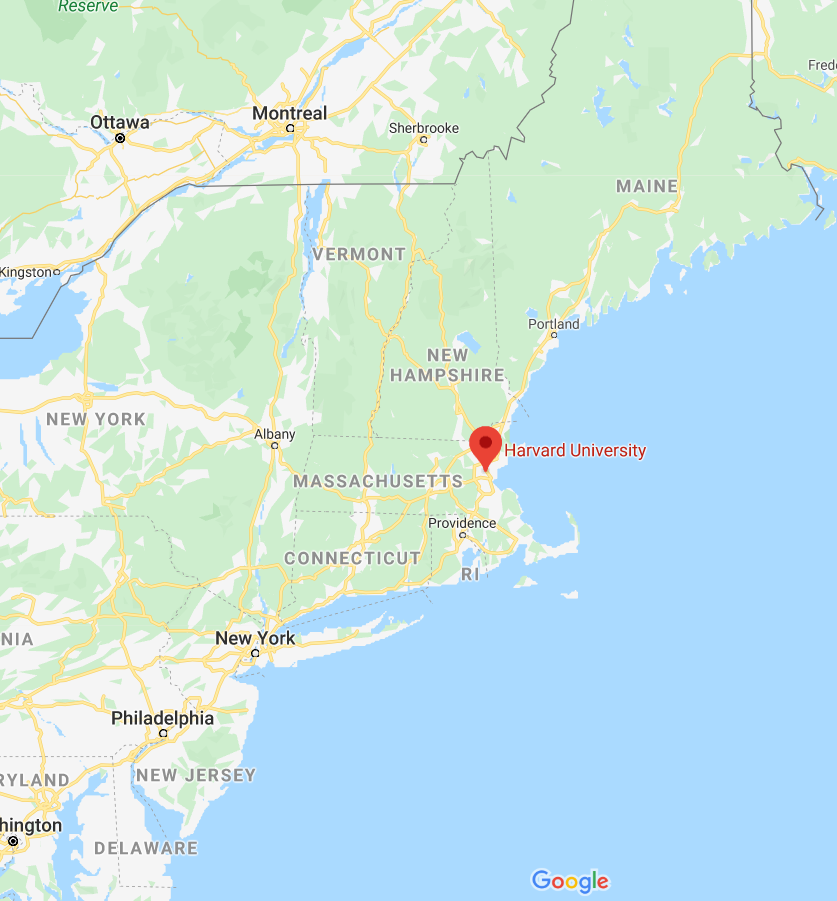 Reserve
Ottawa
Montreal
Sherbrooke
Frede
MAINE
VERMONT
Kingston
Portland
NEW
HAMPSHIRE
NEW YORK
Albany
Harvard University
MASSACHUSETTS
Providence
CONNECTICUT
RI
NIA
New York
Philadelphia
NEW JERSEY
RYLAND
hington
DELAWARE
Google